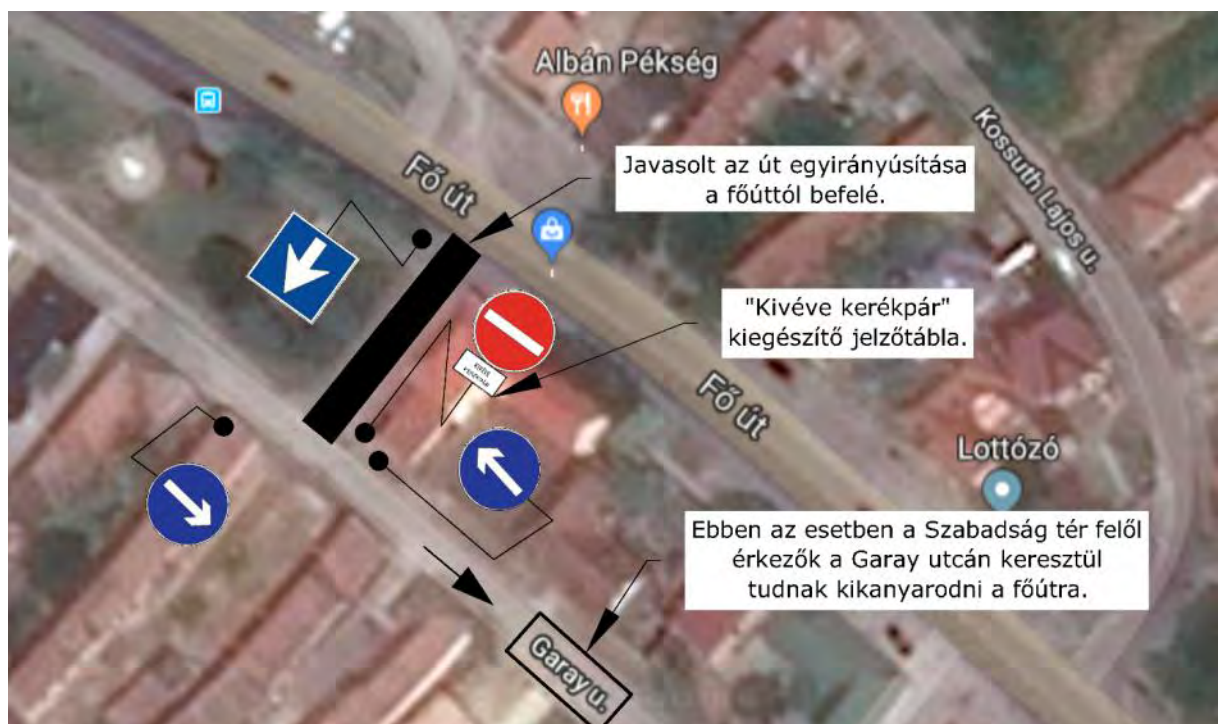 Albán Pékség
Fő út
Javasolt az út egyirányúsítása
a főúttól befelé.
Kossuth Lajos u.
"Kivéve kerékpár"
kiegészítő jelzőtábla.
Fő út
Lottózó
Ebben az esetben a Szabadság tér felől
érkezők a Garay utcán keresztül
tudnak kikanyarodni a főútra.
Garay u.